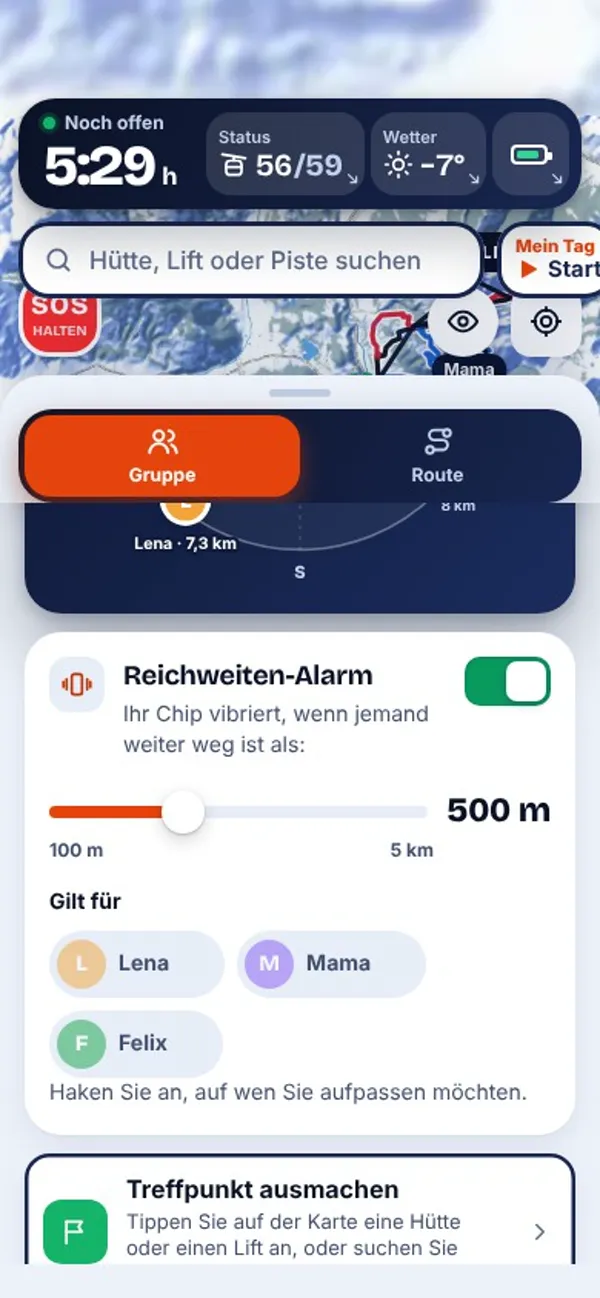 Noch offen
5:29 h
Status
56/59
Wetter
-7°
Hütte, Lift oder Piste suchen
Mein Tag
Start
SOS
HALTEN
Mama
Gruppe
Route
8 km
Lena · 7,3 km
S
Reichweiten-Alarm
Ihr Chip vibriert, wenn jemand
weiter weg ist als:
500 m
100 m
5 km
Gilt für
L Lena
M Mama
F Felix
Haken Sie an, auf wen Sie aufpassen möchten.
Treffpunkt ausmachen
Tippen Sie auf der Karte eine Hütte
oder einen Lift an, oder suchen Sie